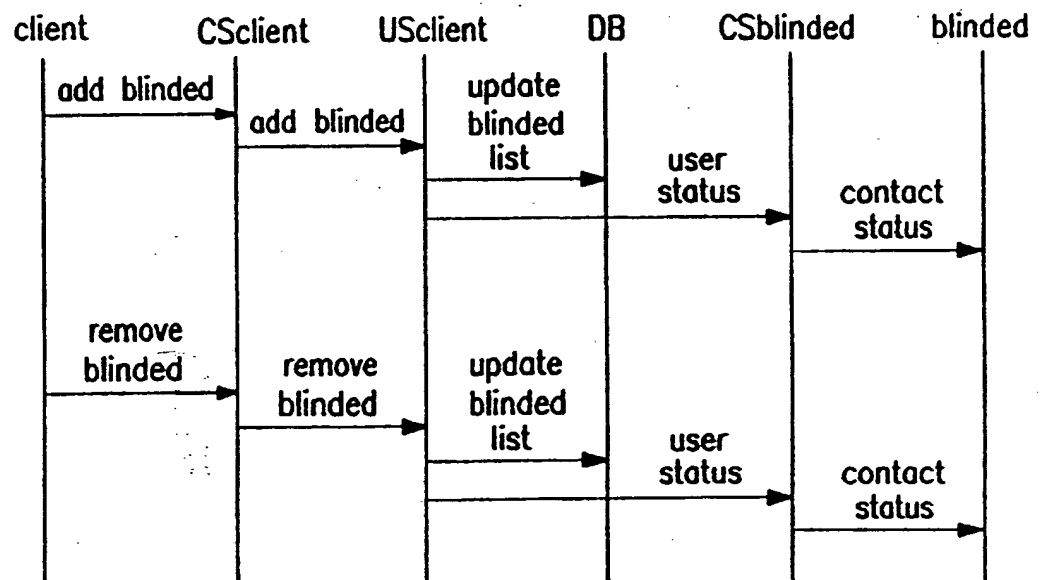 client CSclient USclient DB CSblinded blinded
add blinded
add blinded
update
blinded
list
user
status
contact
status
remove
blinded
remove
blinded
update
blinded
list
user
status
contact
status